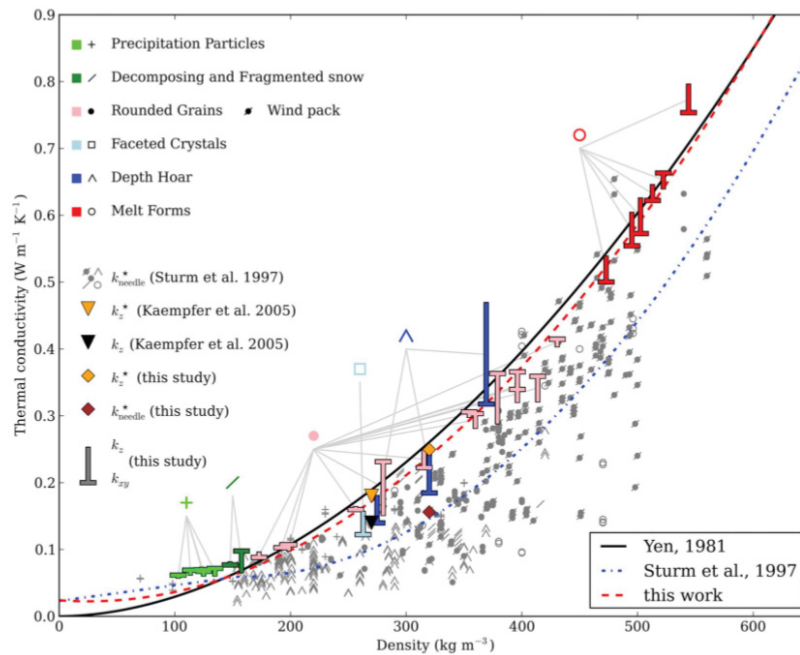 0.9
0.8
0.7
0.6
0.5
0.4
0.3
0.2
0.1
0.0
Thermal conductivity (W m⁻¹ K⁻¹)
Precipitation Particles
Decomposing and Fragmented snow
Rounded Grains Wind pack
Faceted Crystals
Depth Hoar
Melt Forms
k*needle (Sturm et al. 1997)
k*z (Kaempfer et al. 2005)
kz (Kaempfer et al. 2005)
k*z (this study)
k*needle (this study)
kz
(this study)
kxy
Yen, 1981
Sturm et al., 1997
this work
0 100 200 300 400 500 600
Density (kg m⁻³)